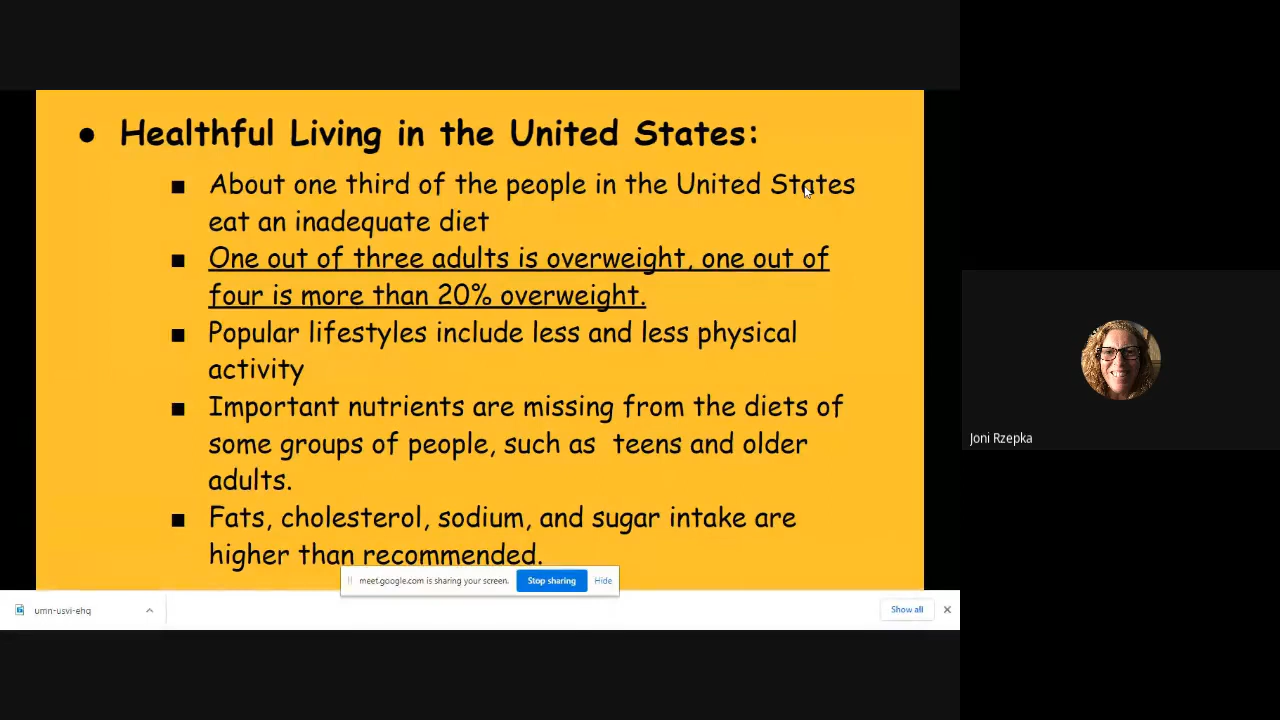 ● Healthful Living in the United States:
■ About one third of the people in the United States
eat an inadequate diet
■ One out of three adults is overweight, one out of
four is more than 20% overweight.
■ Popular lifestyles include less and less physical
activity
■ Important nutrients are missing from the diets of
some groups of people, such as  teens and older
adults.
■ Fats, cholesterol, sodium, and sugar intake are
higher than recommended.
meet.google.com is sharing your screen. Stop sharing Hide
umn-usvi-ehq
Show all
Joni Rzepka